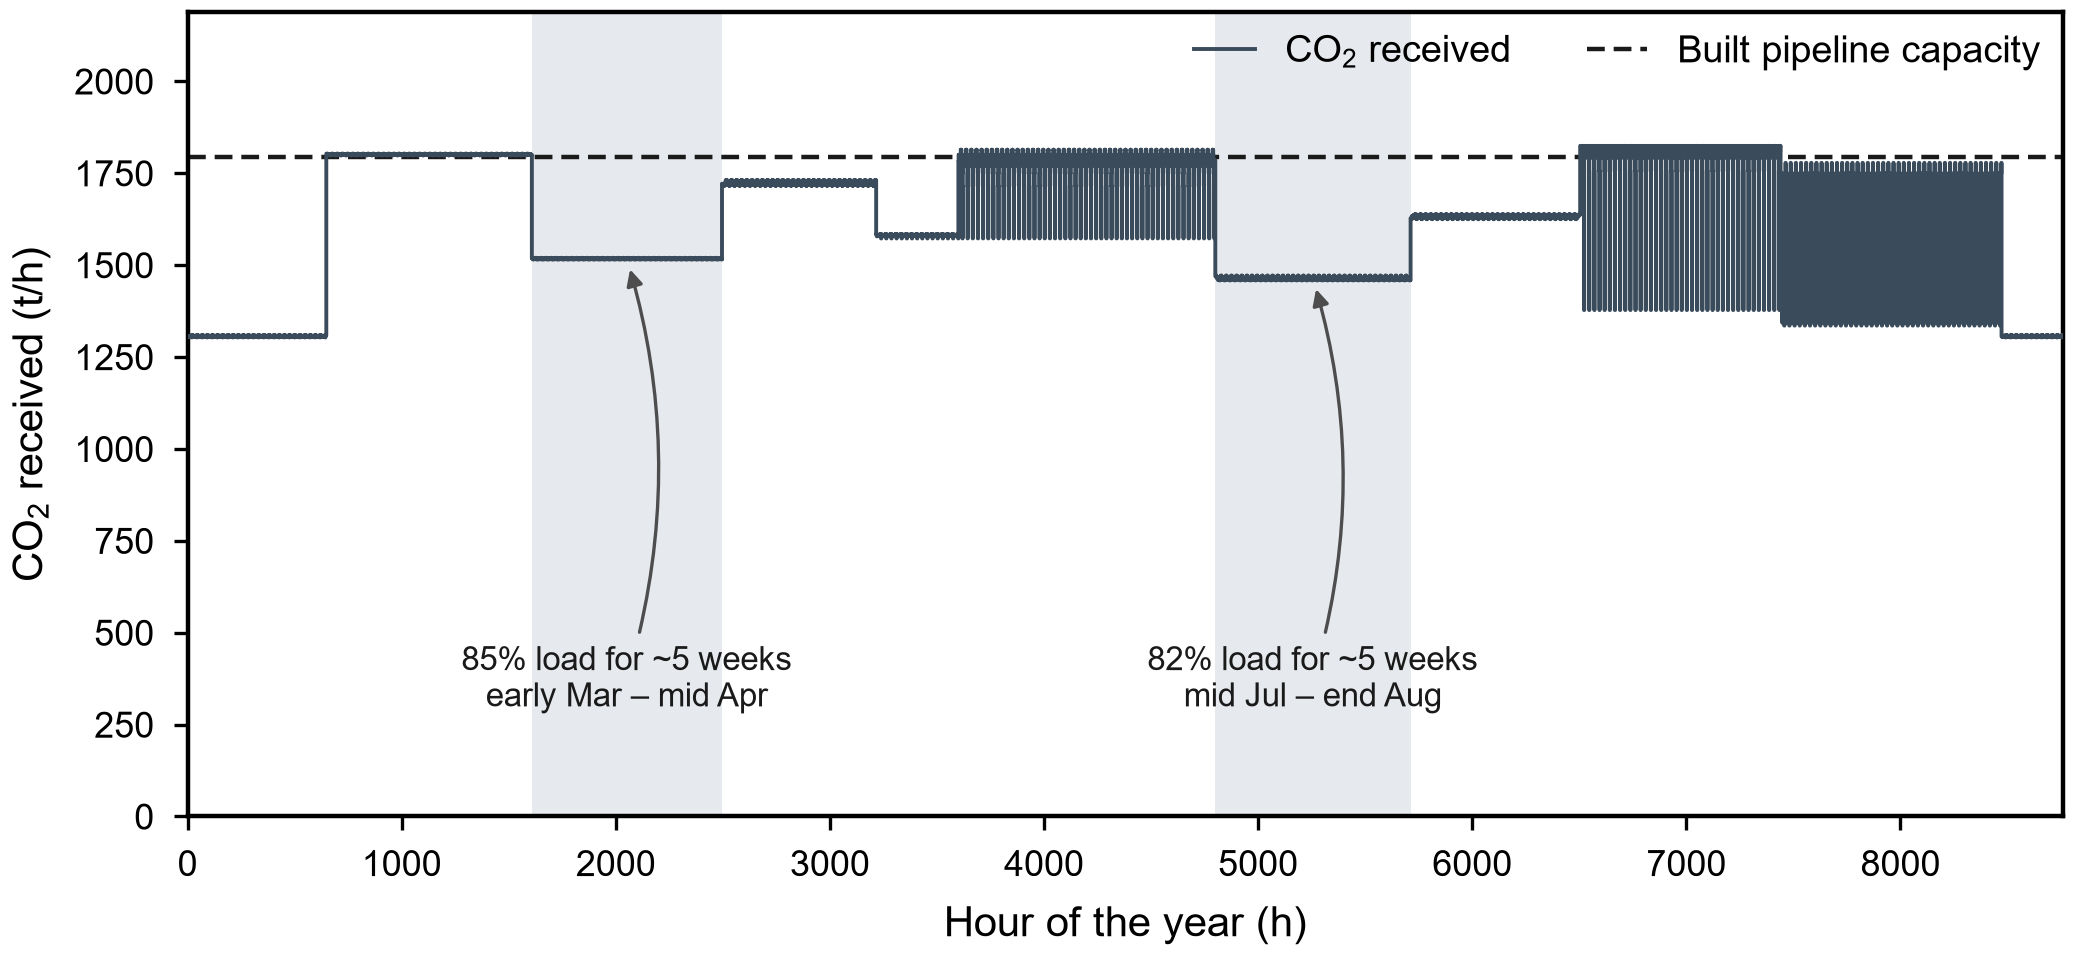 CO₂ received
Built pipeline capacity
CO₂ received (t/h)
2000
1750
1500
1250
1000
750
500
250
0
85% load for ~5 weeks
early Mar – mid Apr
82% load for ~5 weeks
mid Jul – end Aug
0 1000 2000 3000 4000 5000 6000 7000 8000
Hour of the year (h)